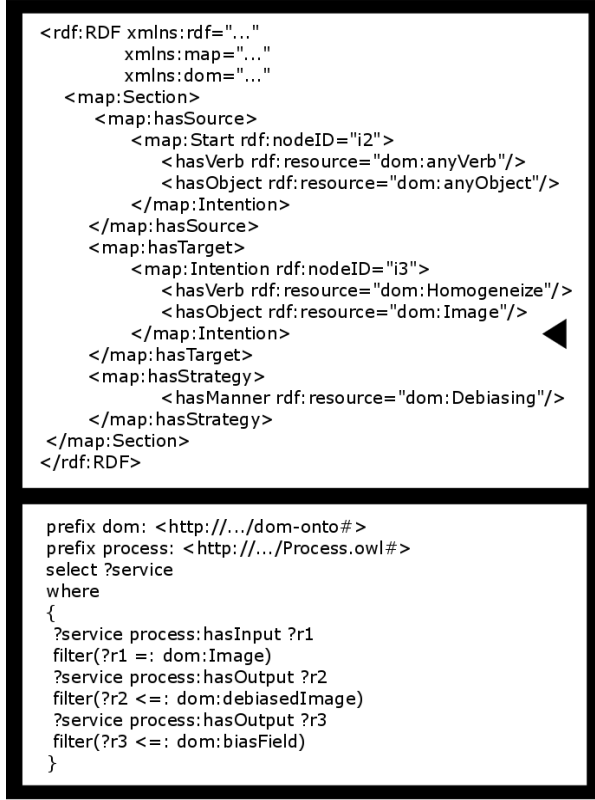 <rdf:RDF xmlns:rdf="..."
xmlns:map="..."
xmlns:dom="..."
<map:Section>
<map:hasSource>
<map:Start rdf:nodeID="i2">
<hasVerb rdf:resource="dom:anyVerb"/>
<hasObject rdf:resource="dom:anyObject"/>
</map:Intention>
</map:hasSource>
<map:hasTarget>
<map:Intention rdf:nodeID="i3">
<hasVerb rdf:resource="dom:Homogeneize"/>
<hasObject rdf:resource="dom:Image"/>
</map:Intention>
</map:hasTarget>
<map:hasStrategy>
<hasManner rdf:resource="dom:Debiasing"/>
</map:hasStrategy>
</map:Section>
</rdf:RDF>
prefix dom: <http://.../dom-onto#>
prefix process: <http://.../Process.owl#>
select ?service
where
{
?service process:hasInput ?r1
filter(?r1 =: dom:Image)
?service process:hasOutput ?r2
filter(?r2 <=: dom:debiasedImage)
?service process:hasOutput ?r3
filter(?r3 <=: dom:biasField)
}